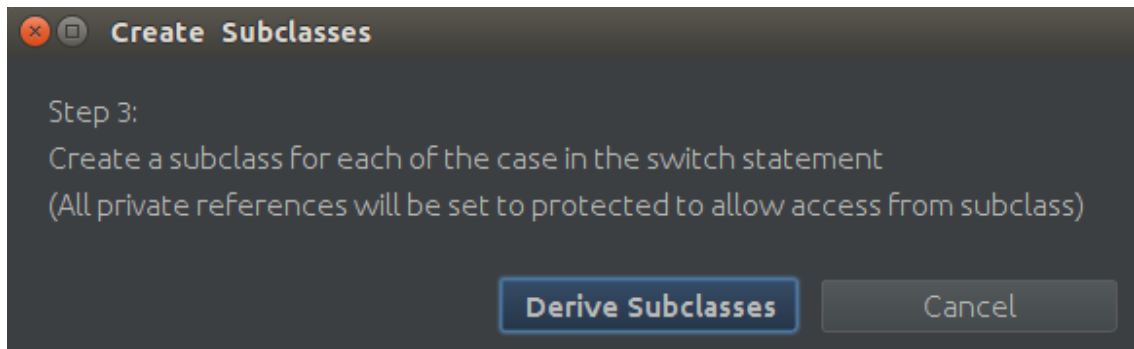 Create Subclasses
Step 3:
Create a subclass for each of the case in the switch statement
(All private references will be set to protected to allow access from subclass)
Derive Subclasses
Cancel